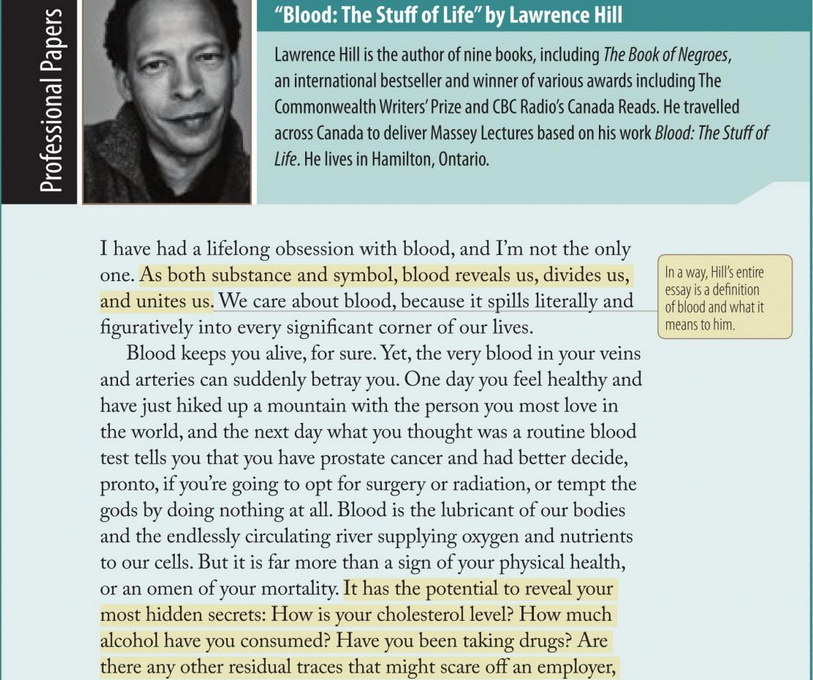 Professional Papers
“Blood: The Stuff of Life” by Lawrence Hill
Lawrence Hill is the author of nine books, including The Book of Negroes,
an international bestseller and winner of various awards including The
Commonwealth Writers’ Prize and CBC Radio’s Canada Reads. He travelled
across Canada to deliver Massey Lectures based on his work Blood: The Stuff of
Life. He lives in Hamilton, Ontario.
I have had a lifelong obsession with blood, and I’m not the only
one. As both substance and symbol, blood reveals us, divides us,
and unites us. We care about blood, because it spills literally and
figuratively into every significant corner of our lives.
In a way, Hill’s entire
essay is a definition
of blood and what it
means to him.
Blood keeps you alive, for sure. Yet, the very blood in your veins
and arteries can suddenly betray you. One day you feel healthy and
have just hiked up a mountain with the person you most love in
the world, and the next day what you thought was a routine blood
test tells you that you have prostate cancer and had better decide,
pronto, if you’re going to opt for surgery or radiation, or tempt the
gods by doing nothing at all. Blood is the lubricant of our bodies
and the endlessly circulating river supplying oxygen and nutrients
to our cells. But it is far more than a sign of your physical health,
or an omen of your mortality. It has the potential to reveal your
most hidden secrets: How is your cholesterol level? How much
alcohol have you consumed? Have you been taking drugs? Are
there any other residual traces that might scare off an employer,